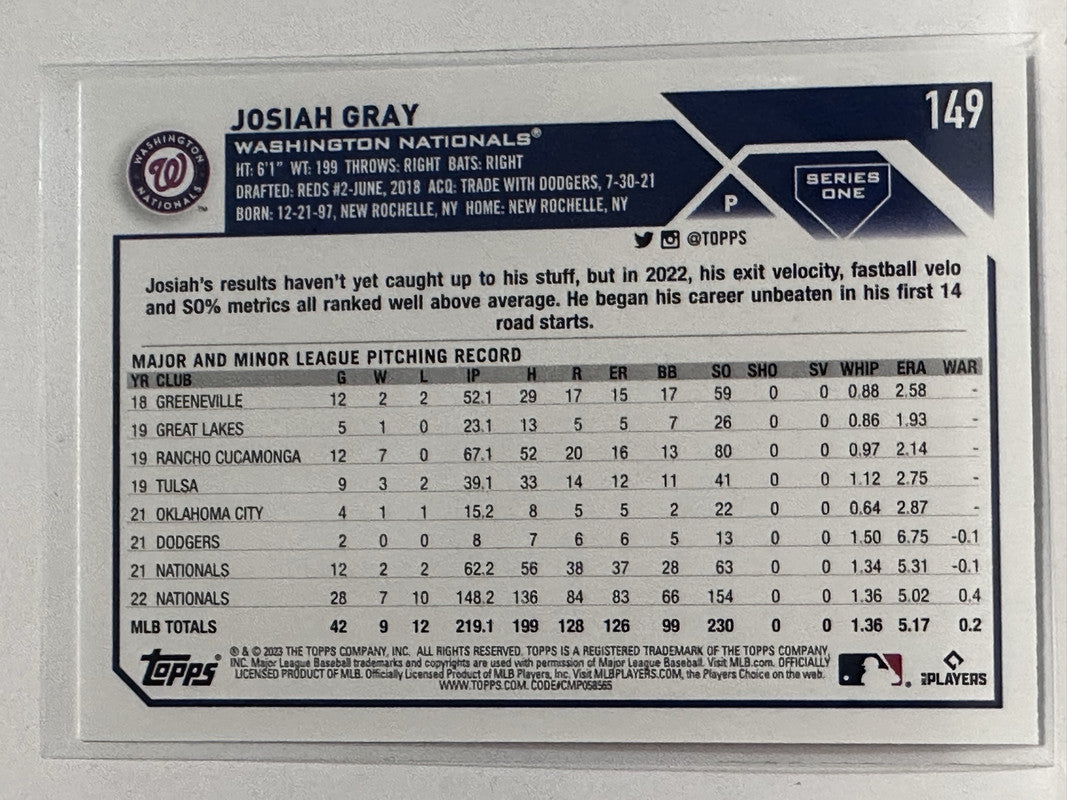 JOSIAH GRAY
149
WASHINGTON NATIONALS®
HT: 6'1" WT: 199 THROWS: RIGHT BATS: RIGHT
DRAFTED: REDS #2-JUNE, 2018 ACQ: TRADE WITH DODGERS, 7-30-21
BORN: 12-21-97, NEW ROCHELLE, NY HOME: NEW ROCHELLE, NY
WASHINGTON
W
NATIONALS
TM
P
SERIES
ONE
@TOPPS
Josiah's results haven't yet caught up to his stuff, but in 2022, his exit velocity, fastball velo
and SO% metrics all ranked well above average. He began his career unbeaten in his first 14
road starts.
MAJOR AND MINOR LEAGUE PITCHING RECORD
YR CLUB G W L IP H R ER BB SO SHO SV WHIP ERA WAR
18 GREENEVILLE 12 2 2 52.1 29 17 15 17 59 0 0 0.88 2.58 -
19 GREAT LAKES 5 1 0 23.1 13 5 5 7 26 0 0 0.86 1.93 -
19 RANCHO CUCAMONGA 12 7 0 67.1 52 20 16 13 80 0 0 0.97 2.14 -
19 TULSA 9 3 2 39.1 33 14 12 11 41 0 0 1.12 2.75 -
21 OKLAHOMA CITY 4 1 1 15.2 8 5 5 2 22 0 0 0.64 2.87 -
21 DODGERS 2 0 0 8 7 6 6 5 13 0 0 1.50 6.75 -0.1
21 NATIONALS 12 2 2 62.2 56 38 37 28 63 0 0 1.34 5.31 -0.1
22 NATIONALS 28 7 10 148.2 136 84 83 66 154 0 0 1.36 5.02 0.4
MLB TOTALS 42 9 12 219.1 199 128 126 99 230 0 0 1.36 5.17 0.2
Topps®
® & © 2023 THE TOPPS COMPANY, INC. ALL RIGHTS RESERVED. TOPPS IS A REGISTERED TRADEMARK OF THE TOPPS COMPANY,
INC. Major League Baseball trademarks and copyrights are used with permission of Major League Baseball. Visit MLB.com. OFFICIALLY
LICENSED PRODUCT OF MLB. Officially Licensed Product of MLB Players, Inc. Visit MLBPLAYERS.COM, the Players Choice on the web.
WWW.TOPPS.COM. CODE#CMP058565
MLBPLAYERS